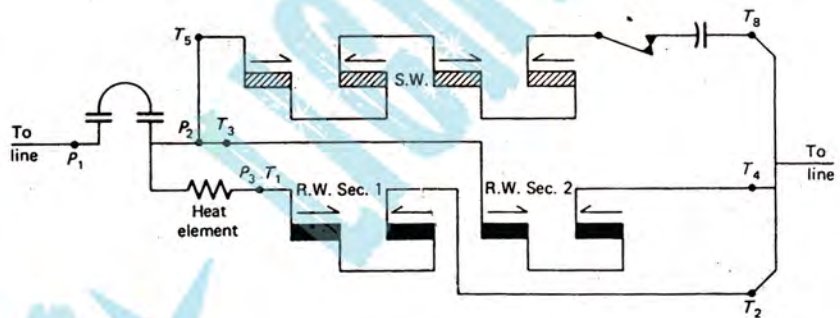 T5
T8
S.W.
To
line
P1
P2
T3
P3
T1
R.W. Sec. 1
R.W. Sec. 2
T4
To
line
Heat
element
T2